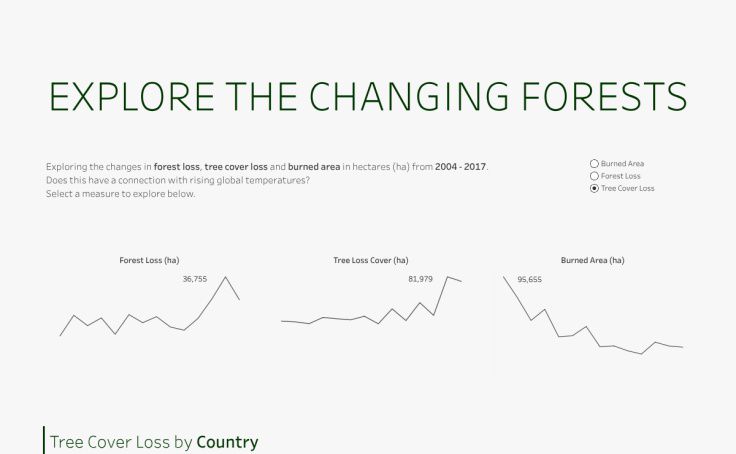 EXPLORE THE CHANGING FORESTS
Exploring the changes in forest loss, tree cover loss and burned area in hectares (ha) from 2004 - 2017.
Does this have a connection with rising global temperatures?
Select a measure to explore below.
Burned Area
Forest Loss
Tree Cover Loss
Forest Loss (ha)
36,755
Tree Loss Cover (ha)
81,979
Burned Area (ha)
95,655
Tree Cover Loss by Country